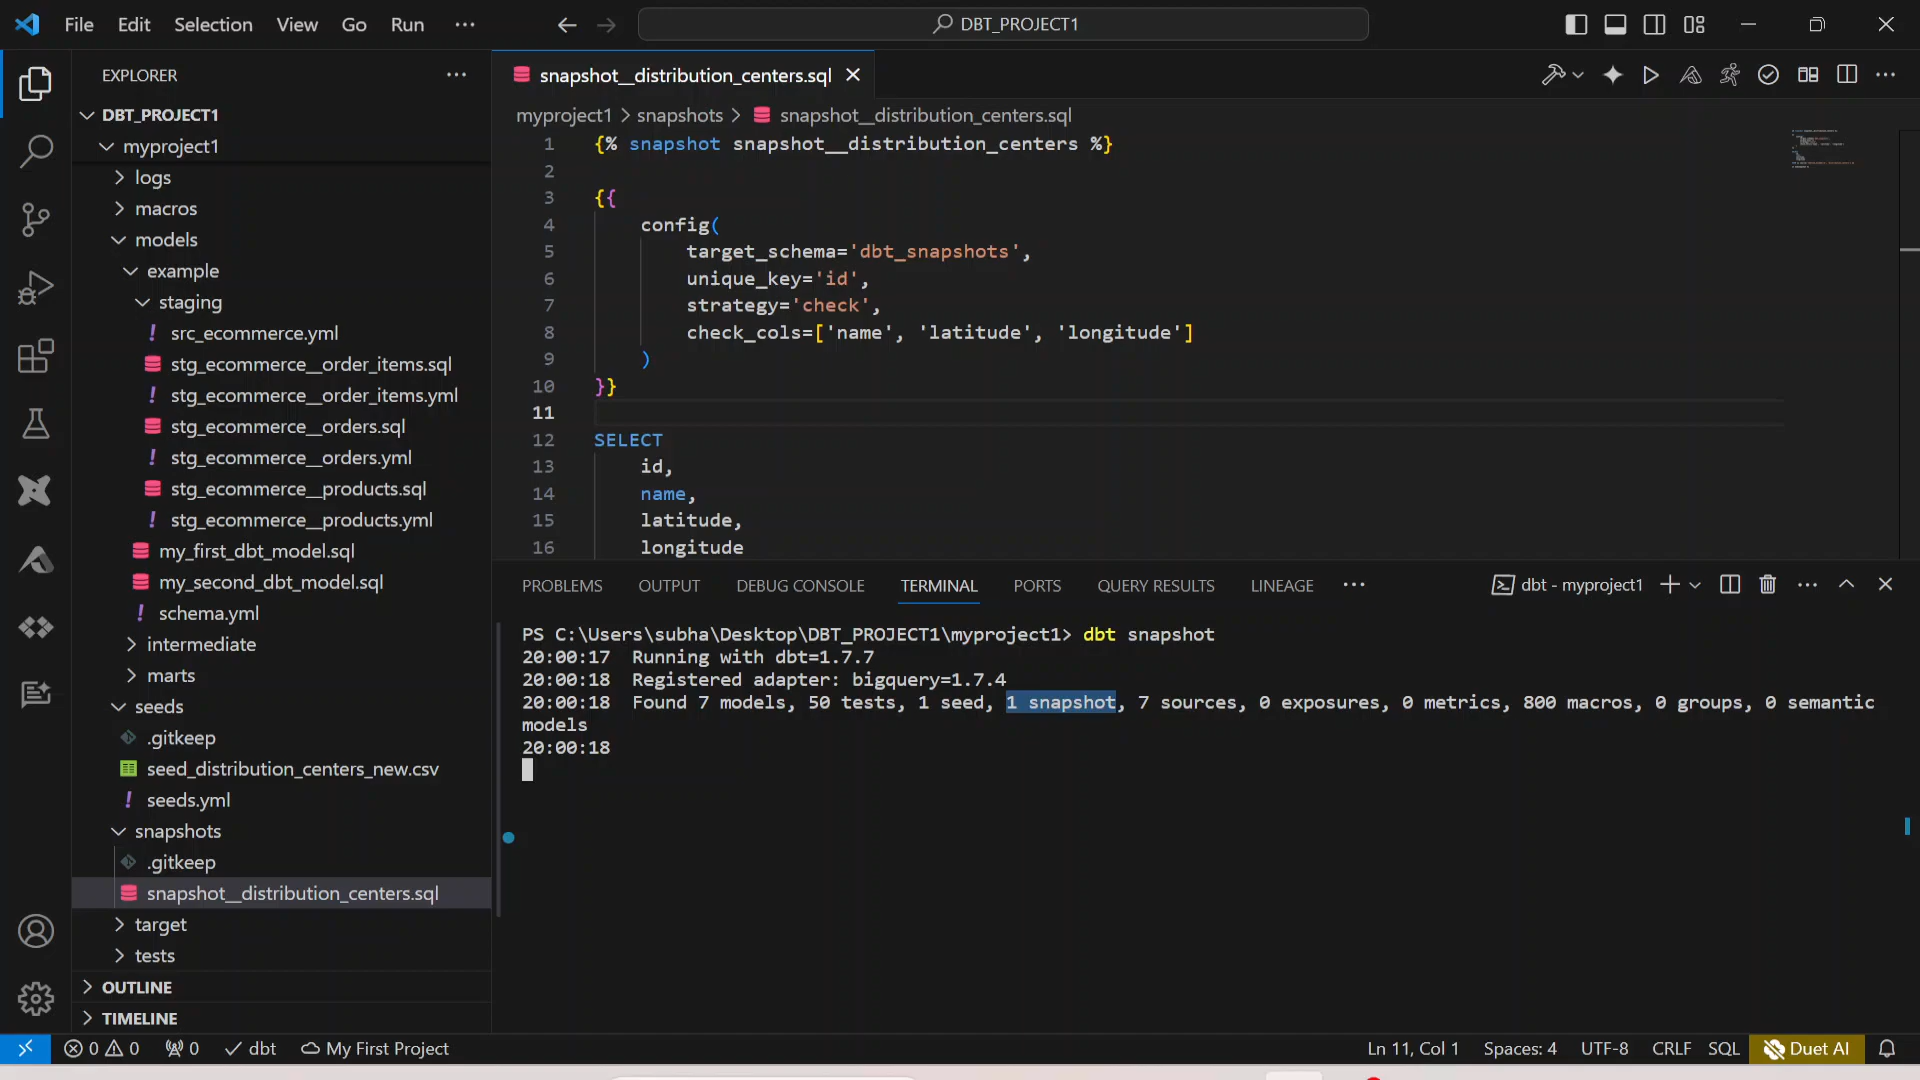 File Edit Selection View Go Run ...
DBT_PROJECT1
EXPLORER
DBT_PROJECT1
myproject1
logs
macros
models
example
staging
! src_ecommerce.yml
stg_ecommerce__order_items.sql
! stg_ecommerce__order_items.yml
stg_ecommerce__orders.sql
! stg_ecommerce__orders.yml
stg_ecommerce__products.sql
! stg_ecommerce__products.yml
my_first_dbt_model.sql
my_second_dbt_model.sql
! schema.yml
intermediate
marts
seeds
.gitkeep
seed_distribution_centers_new.csv
! seeds.yml
snapshots
.gitkeep
snapshot__distribution_centers.sql
target
tests
OUTLINE
TIMELINE
snapshot__distribution_centers.sql
myproject1 > snapshots > snapshot__distribution_centers.sql
1 {% snapshot snapshot__distribution_centers %}
2
3 {{
4 config(
5 target_schema='dbt_snapshots',
6 unique_key='id',
7 strategy='check',
8 check_cols=['name', 'latitude', 'longitude']
9 )
10 }}
11
12 SELECT
13 id,
14 name,
15 latitude,
16 longitude
PROBLEMS OUTPUT DEBUG CONSOLE TERMINAL PORTS QUERY RESULTS LINEAGE ... dbt - myproject1
PS C:\Users\subha\Desktop\DBT_PROJECT1\myproject1> dbt snapshot
20:00:17 Running with dbt=1.7.7
20:00:18 Registered adapter: bigquery=1.7.4
20:00:18 Found 7 models, 50 tests, 1 seed, 1 snapshot, 7 sources, 0 exposures, 0 metrics, 800 macros, 0 groups, 0 semantic
models
20:00:18
0 0 0 dbt My First Project Ln 11, Col 1 Spaces: 4 UTF-8 CRLF SQL Duet AI